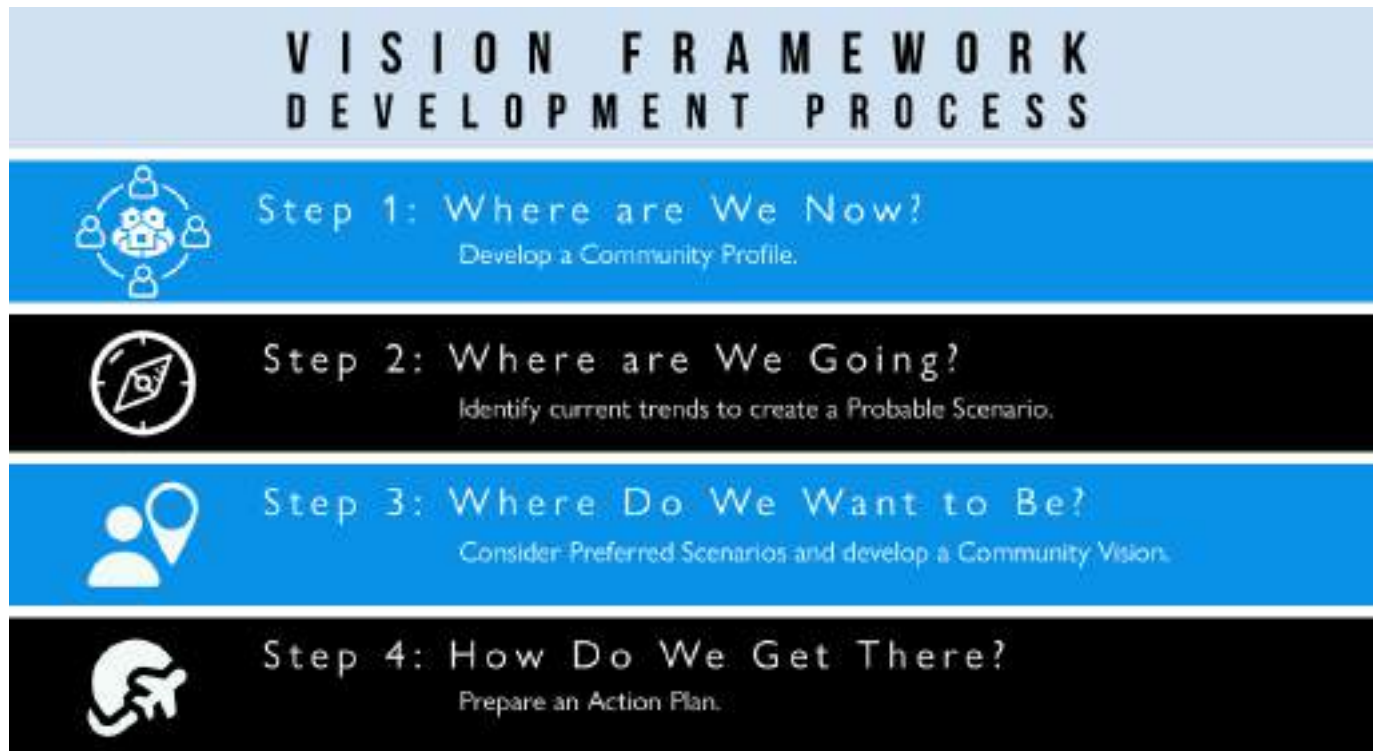 VISION FRAMEWORK
DEVELOPMENT PROCESS
Step 1: Where are We Now?
Develop a Community Profile.
Step 2: Where are We Going?
Identify current trends to create a Probable Scenario.
Step 3: Where Do We Want to Be?
Consider Preferred Scenarios and develop a Community Vision.
Step 4: How Do We Get There?
Prepare an Action Plan.